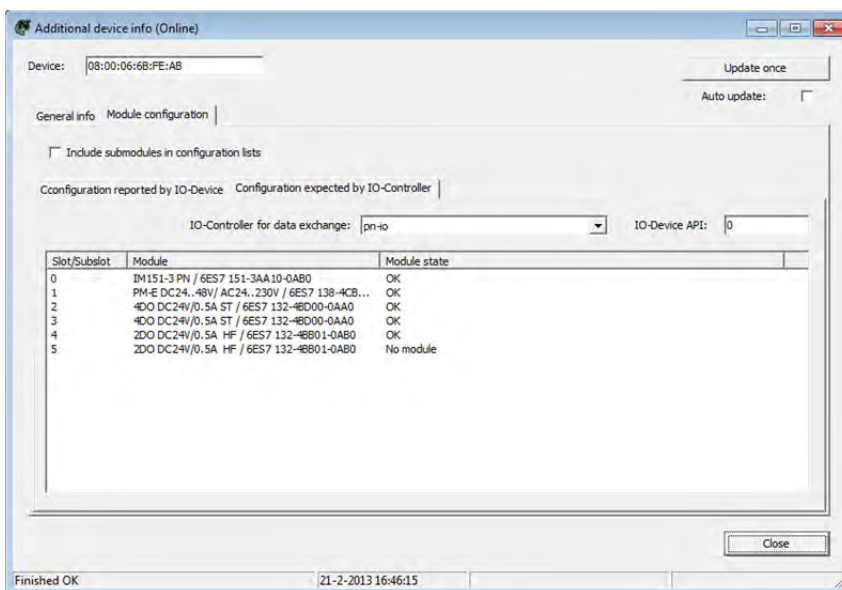 Additional device info (Online)
Device: 08:00:06:6B:FE:AB
Update once
Auto update:
General info Module configuration
Include submodules in configuration lists
Cconfiguration reported by IO-Device Configuration expected by IO-Controller
IO-Controller for data exchange: pn-io IO-Device API: 0
Slot/Subslot Module Module state
0 IM151-3 PN / 6ES7 151-3AA10-0AB0 OK
1 PM-E DC24..48V/ AC24..230V / 6ES7 138-4CB... OK
2 4DO DC24V/0.5A ST / 6ES7 132-4BD00-0AA0 OK
3 4DO DC24V/0.5A ST / 6ES7 132-4BD00-0AA0 OK
4 2DO DC24V/0.5A HF / 6ES7 132-4BB01-0AB0 OK
5 2DO DC24V/0.5A HF / 6ES7 132-4BB01-0AB0 No module
Close
Finished OK 21-2-2013 16:46:15